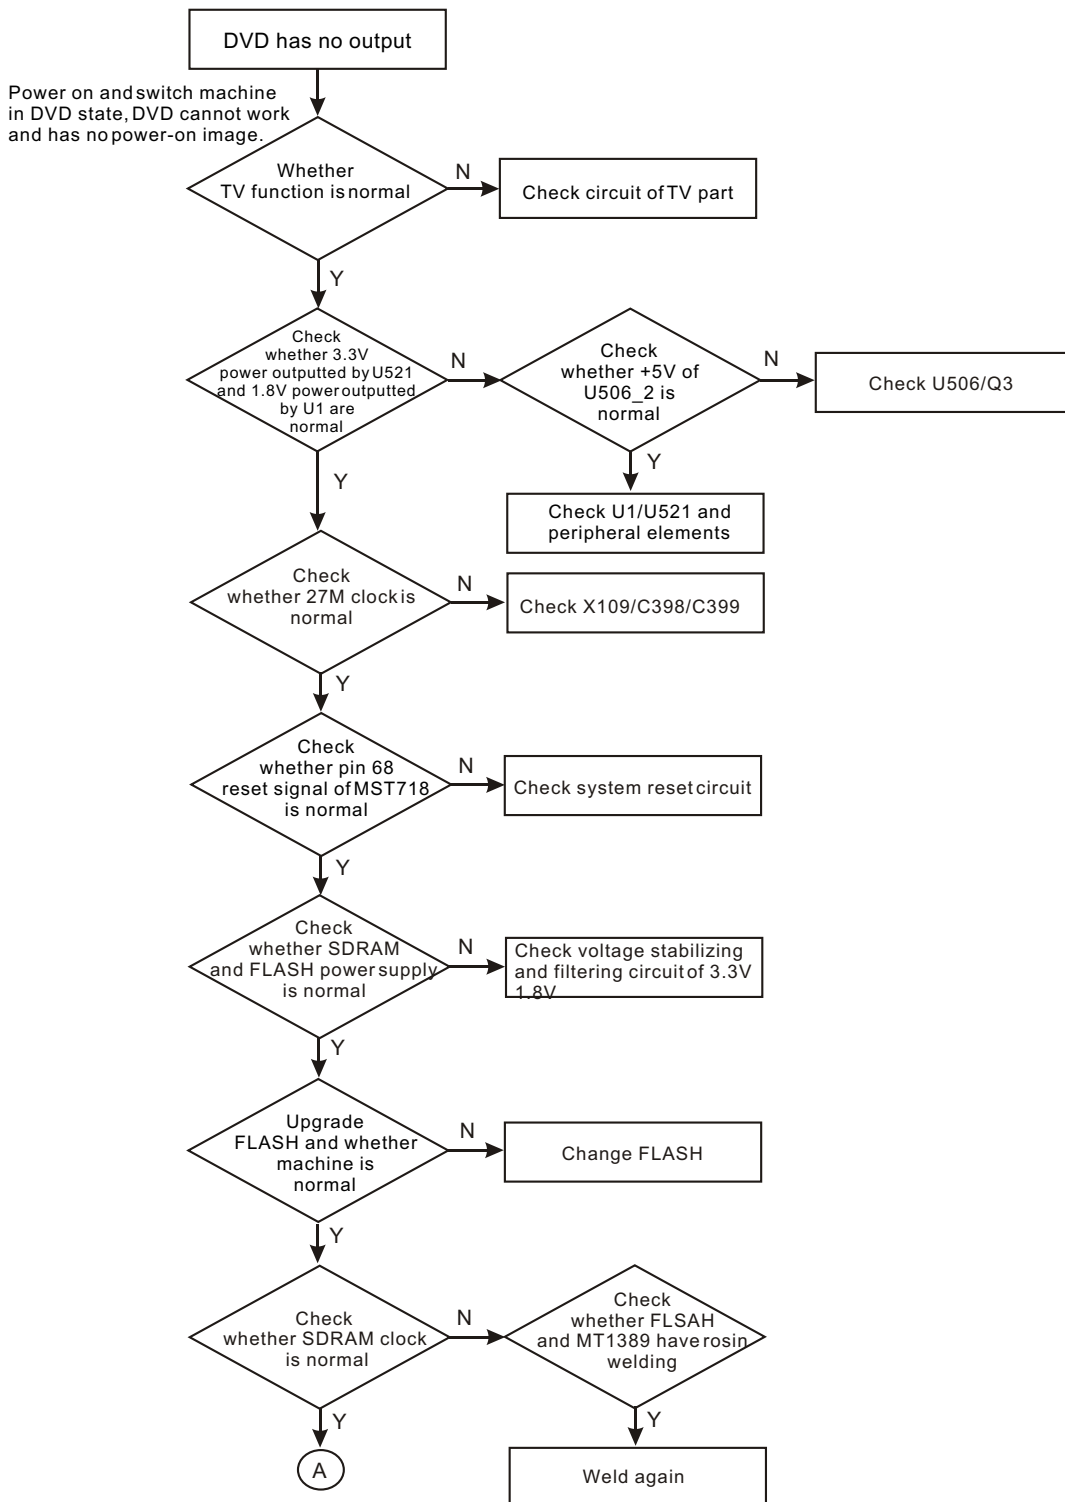 DVD has no output
Power on and switch machine
in DVD state, DVD cannot work
and has no power-on image.
Whether
TV function is normal
N
Check circuit of TV part
Y
Check
whether 3.3V
power outputted by U521
and 1.8V power outputted
by U1 are
normal
N
Check
whether +5V of
U506_2 is
normal
N
Check U506/Q3
Y
Check U1/U521 and
peripheral elements
Y
Check
whether 27M clock is
normal
N
Check X109/C398/C399
Y
Check
whether pin 68
reset signal of MST718
is normal
N
Check system reset circuit
Y
Check
whether SDRAM
and FLASH power supply
is normal
N
Check voltage stabilizing
and filtering circuit of 3.3V
1.8V
Y
Upgrade
FLASH and whether
machine is
normal
N
Change FLASH
Y
Check
whether SDRAM clock
is normal
N
Check
whether FLSAH
and MT1389 have rosin
welding
Y
Weld again
Y
A